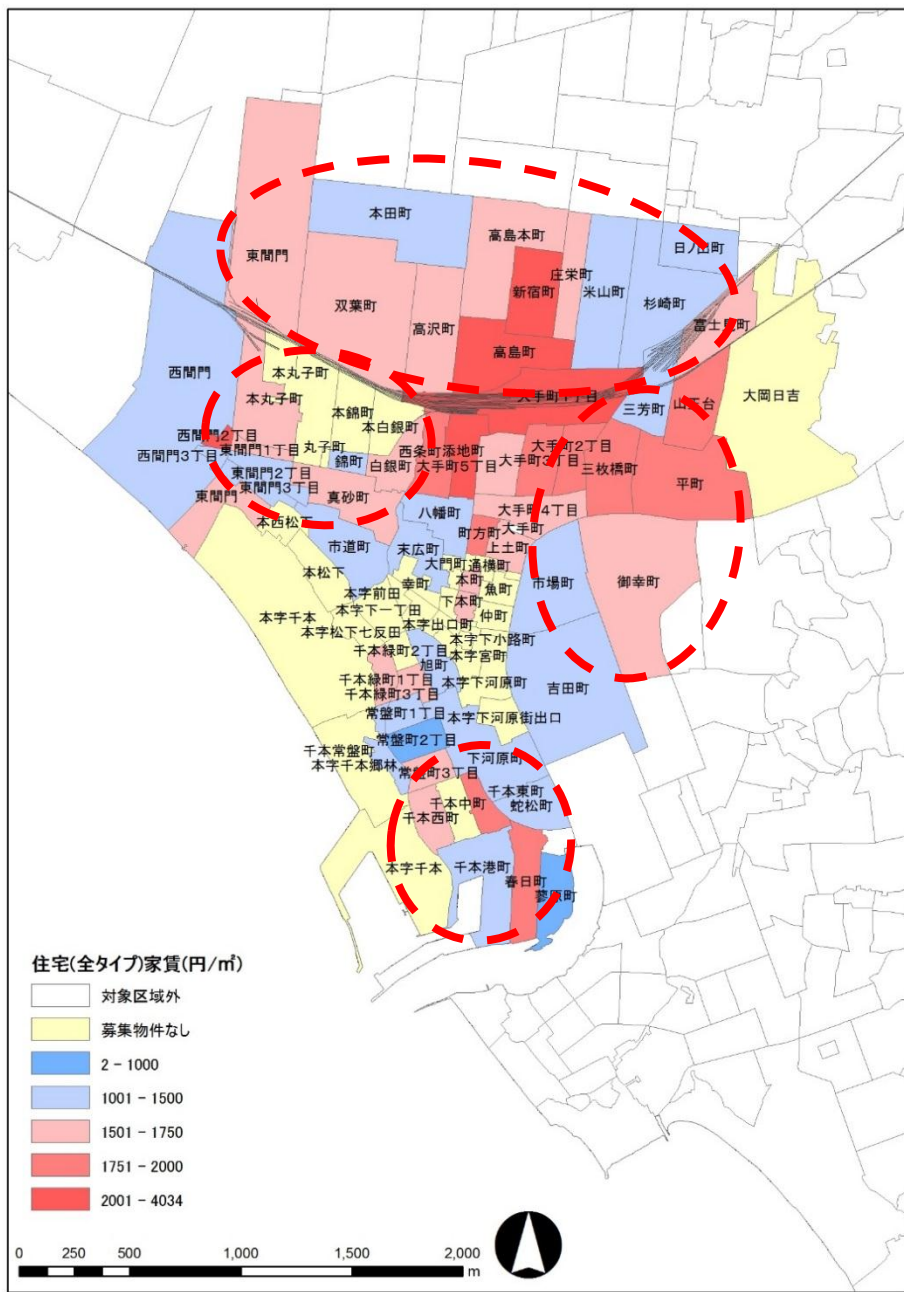 本田町
日ノ出町
東間門
高島本町
庄栄町
双葉町
新宿町
米山町
杉崎町
高沢町
富士見町
高島町
西間門
本丸子町
大手町1丁目
本丸子町
三芳町
山王台
大岡日吉
本錦町
本白銀町
西間門2丁目
東間門1丁目
丸子町
西条町
添地町
大手町2丁目
西間門3丁目
錦町
白銀町
大手町5丁目
大手町3丁目
三枚橋町
平町
東間門2丁目
東間門3丁目
東間門
真砂町
八幡町
大手町4丁目
本西松下
町方町
大手町
市道町
末広町
上土町
大門町
通横町
本松下
幸町
本町
魚町
市場町
御幸町
本字前田
下本町
本字千本
本字下一丁田
仲町
本字出口町
本字松下七反田
本字下小路町
千本緑町2丁目
本字宮町
旭町
千本緑町1丁目
本字下河原町
千本緑町3丁目
吉田町
常盤町1丁目
本字下河原街出口
常盤町2丁目
千本常盤町
本字千本郷林
下河原町
常盤町3丁目
千本東町
千本中町
蛇松町
千本西町
本字千本
千本港町
春日町
蓼原町
住宅(全タイプ)家賃(円/㎡)
対象区域外
募集物件なし
2 - 1000
1001 - 1500
1501 - 1750
1751 - 2000
2001 - 4034
0 250 500 1,000 1,500 2,000
m